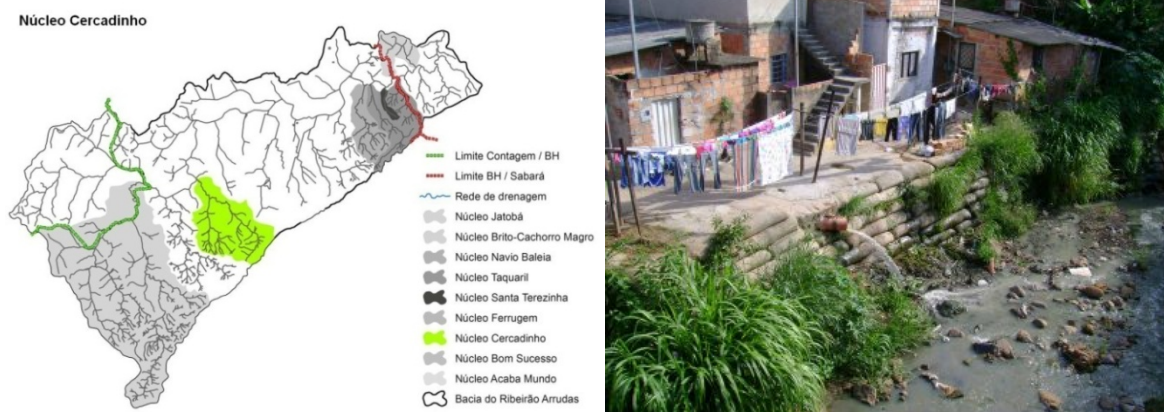 Núcleo Cercadinho
Limite Contagem / BH
Limite BH / Sabará
Rede de drenagem
Núcleo Jatobá
Núcleo Brito-Cachorro Magro
Núcleo Navio Baleia
Núcleo Taquaril
Núcleo Santa Terezinha
Núcleo Ferrugem
Núcleo Cercadinho
Núcleo Bom Sucesso
Núcleo Acaba Mundo
Bacia do Ribeirão Arrudas